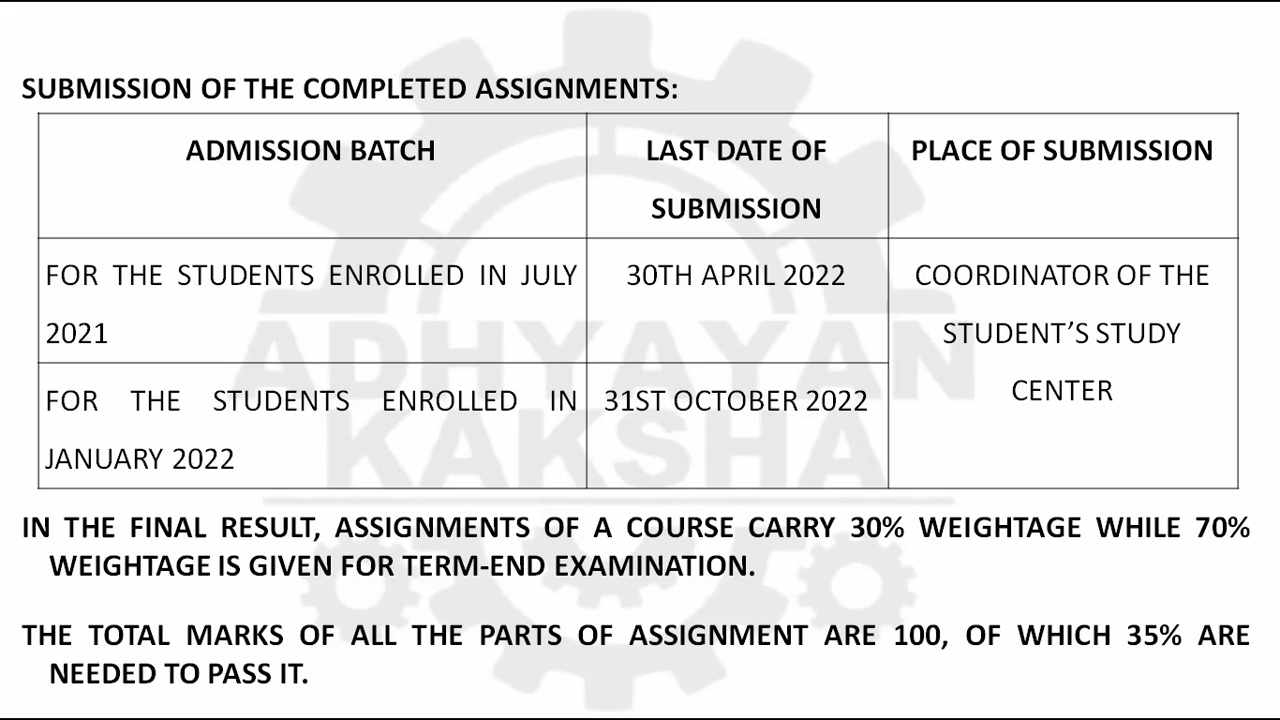 SUBMISSION OF THE COMPLETED ASSIGNMENTS:
ADMISSION BATCH
LAST DATE OF
SUBMISSION
PLACE OF SUBMISSION
FOR THE STUDENTS ENROLLED IN JULY
2021
30TH APRIL 2022
COORDINATOR OF THE
STUDENT’S STUDY
CENTER
FOR THE STUDENTS ENROLLED IN
JANUARY 2022
31ST OCTOBER 2022
ADHYAYAN
KAKSHA
IN THE FINAL RESULT, ASSIGNMENTS OF A COURSE CARRY 30% WEIGHTAGE WHILE 70%
WEIGHTAGE IS GIVEN FOR TERM-END EXAMINATION.
THE TOTAL MARKS OF ALL THE PARTS OF ASSIGNMENT ARE 100, OF WHICH 35% ARE
NEEDED TO PASS IT.